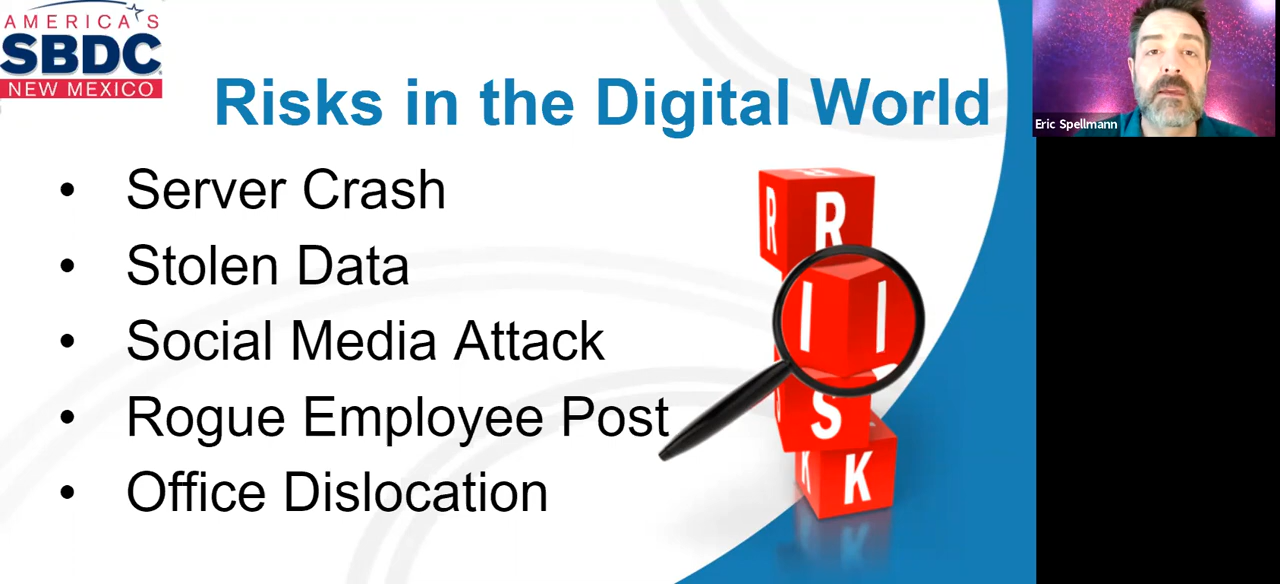 AMERICA'S
SBDC
NEW MEXICO
Risks in the Digital World
• Server Crash
• Stolen Data
• Social Media Attack
• Rogue Employee Post
• Office Dislocation
R R
I I
S
K K
Eric Spellmann